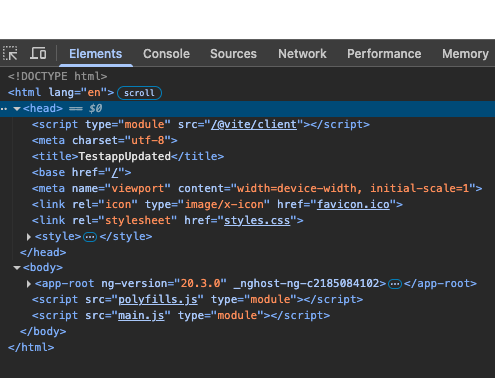 Elements Console Sources Network Performance Memory
<!DOCTYPE html>
<html lang="en"> scroll
<head> == $0
<script type="module" src="/@vite/client"></script>
<meta charset="utf-8">
<title>TestappUpdated</title>
<base href="/">
<meta name="viewport" content="width=device-width, initial-scale=1">
<link rel="icon" type="image/x-icon" href="favicon.ico">
<link rel="stylesheet" href="styles.css">
<style>…</style>
</head>
<body>
<app-root ng-version="20.3.0" _nghost-ng-c2185084102>…</app-root>
<script src="polyfills.js" type="module"></script>
<script src="main.js" type="module"></script>
</body>
</html>